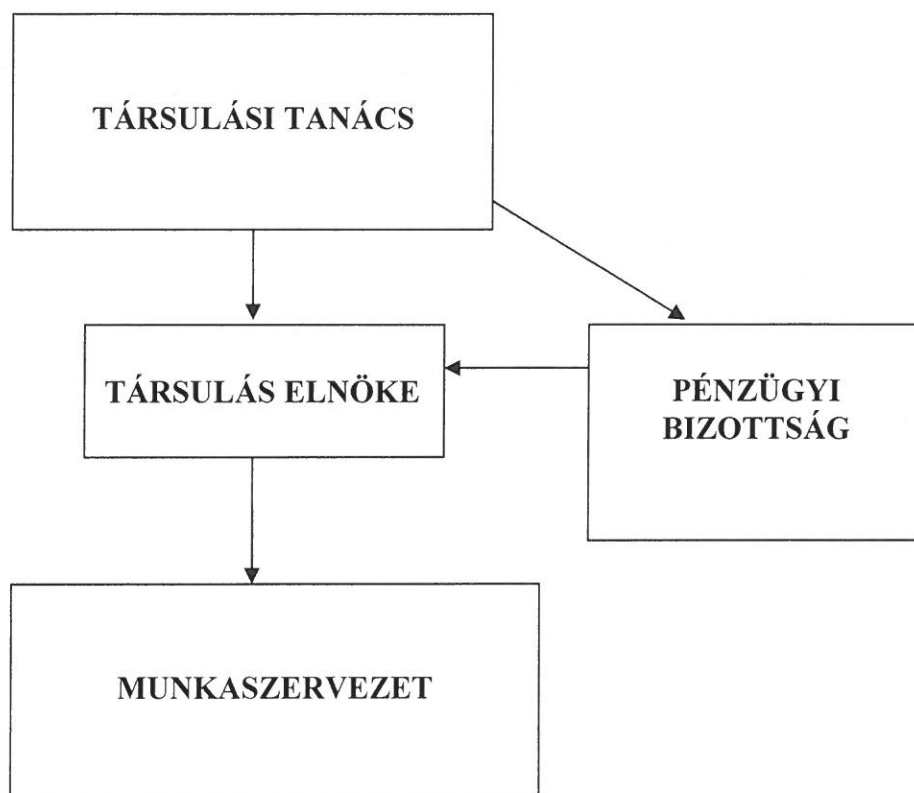 TÁRSULÁSI TANÁCS
TÁRSULÁS ELNÖKE
PÉNZÜGYI
BIZOTTSÁG
MUNKASZERVEZET